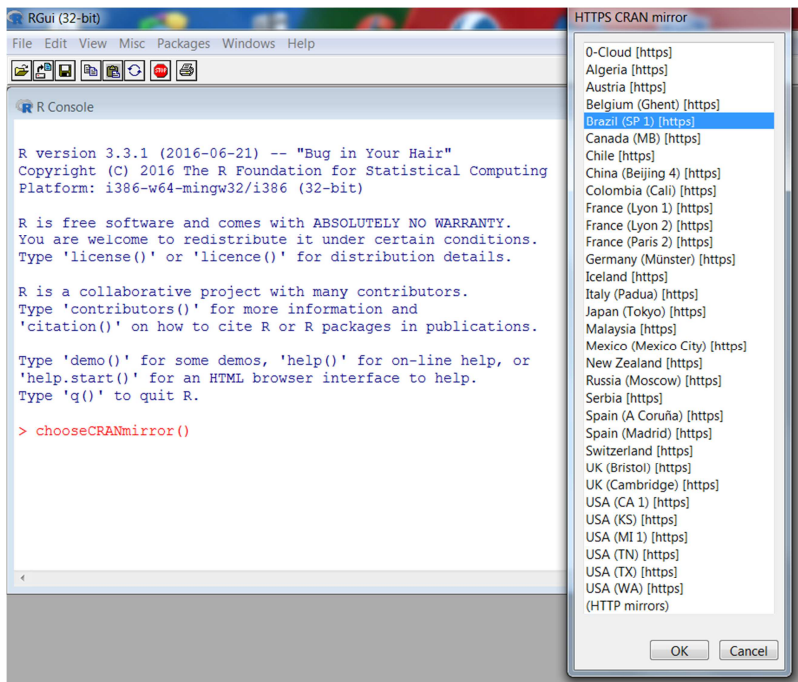 RGui (32-bit)
File Edit View Misc Packages Windows Help
STOP
R Console
R version 3.3.1 (2016-06-21) -- "Bug in Your Hair"
Copyright (C) 2016 The R Foundation for Statistical Computing
Platform: i386-w64-mingw32/i386 (32-bit)
R is free software and comes with ABSOLUTELY NO WARRANTY.
You are welcome to redistribute it under certain conditions.
Type 'license()' or 'licence()' for distribution details.
R is a collaborative project with many contributors.
Type 'contributors()' for more information and
'citation()' on how to cite R or R packages in publications.
Type 'demo()' for some demos, 'help()' for on-line help, or
'help.start()' for an HTML browser interface to help.
Type 'q()' to quit R.
> chooseCRANmirror()
HTTPS CRAN mirror
0-Cloud [https]
Algeria [https]
Austria [https]
Belgium (Ghent) [https]
Brazil (SP 1) [https]
Canada (MB) [https]
Chile [https]
China (Beijing 4) [https]
Colombia (Cali) [https]
France (Lyon 1) [https]
France (Lyon 2) [https]
France (Paris 2) [https]
Germany (Münster) [https]
Iceland [https]
Italy (Padua) [https]
Japan (Tokyo) [https]
Malaysia [https]
Mexico (Mexico City) [https]
New Zealand [https]
Russia (Moscow) [https]
Serbia [https]
Spain (A Coruña) [https]
Spain (Madrid) [https]
Switzerland [https]
UK (Bristol) [https]
UK (Cambridge) [https]
USA (CA 1) [https]
USA (KS) [https]
USA (MI 1) [https]
USA (TN) [https]
USA (TX) [https]
USA (WA) [https]
(HTTP mirrors)
OK Cancel